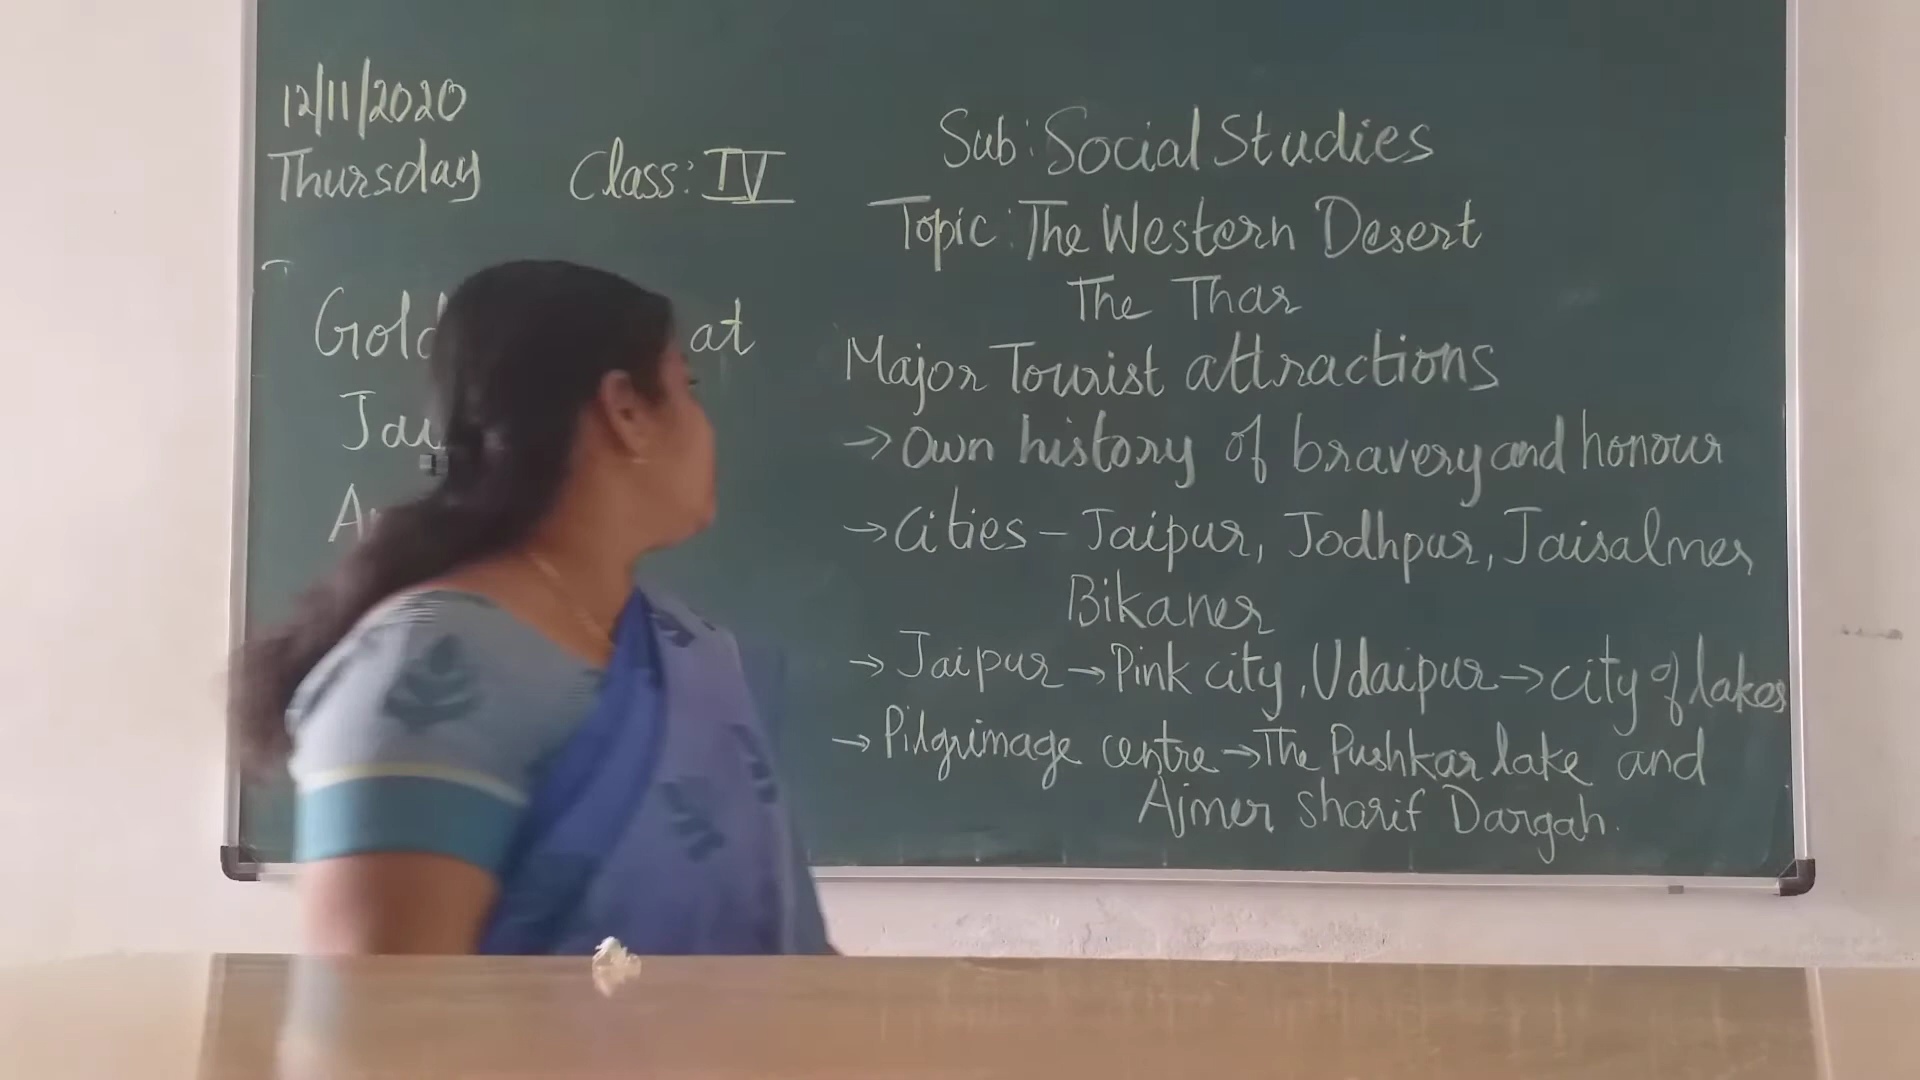 12/11/2020
Thursday
Class: IV
Sub: Social Studies
Topic: The Western Desert
The Thar
at
Major Tourist attractions
→ Own history of bravery and honour
→ Cities – Jaipur, Jodhpur, Jaisalmer
Bikaner
→ Jaipur → Pink city, Udaipur → city of lakes
→ Pilgrimage centre → The Pushkar lake and
Ajmer Sharif Dargah.